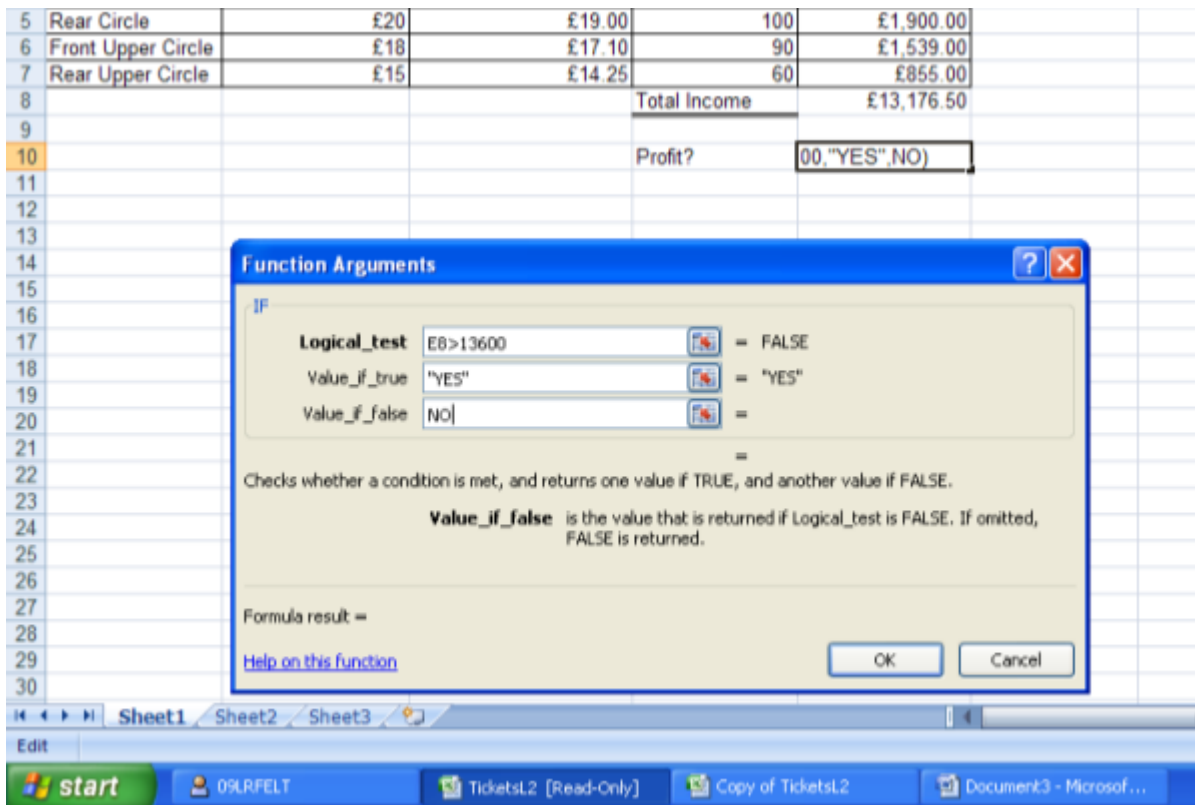 5 Rear Circle £20 £19.00 100 £1,900.00
6 Front Upper Circle £18 £17.10 90 £1,539.00
7 Rear Upper Circle £15 £14.25 60 £855.00
8 Total Income £13,176.50
9
10 Profit? 00,"YES",NO)
11
12
13
14
15
16
17
18
19
20
21
22
23
24
25
26
27
28
29
30
Function Arguments
IF
Logical_test E8>13600 = FALSE
Value_if_true "YES" = "YES"
Value_if_false NO =
=
Checks whether a condition is met, and returns one value if TRUE, and another value if FALSE.
Value_if_false is the value that is returned if Logical_test is FALSE. If omitted,
FALSE is returned.
Formula result =
Help on this function OK Cancel
Sheet1 Sheet2 Sheet3
Edit
start 09LRFELT TicketsL2 [Read-Only] Copy of TicketsL2 Document3 - Microsof...